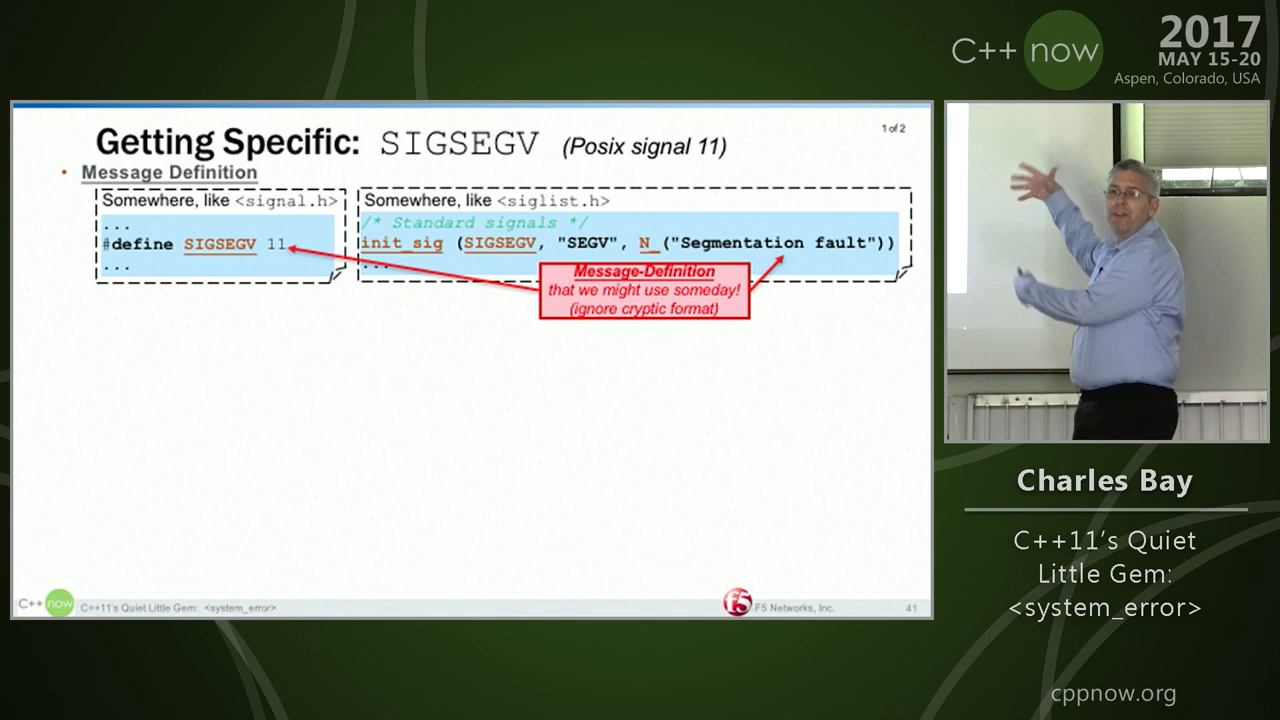 C++ now
2017
MAY 15-20
Aspen, Colorado, USA
Getting Specific: SIGSEGV (Posix signal 11)
1 of 2
• Message Definition
Somewhere, like <signal.h>
...
#define SIGSEGV 11
...
Somewhere, like <siglist.h>
/* Standard signals */
init_sig (SIGSEGV, "SEGV", N_("Segmentation fault"))
...
Message-Definition
that we might use someday!
(ignore cryptic format)
C++ now
C++11's Quiet Little Gem: <system_error>
f5
F5 Networks, Inc.
41
Charles Bay
C++11's Quiet
Little Gem:
<system_error>
cppnow.org